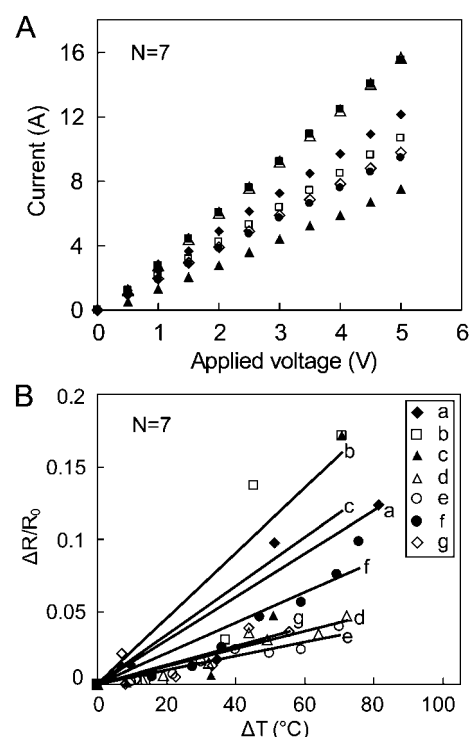 A
N=7
16
12
8
4
0
Current (A)
0 1 2 3 4 5 6
Applied voltage (V)
B
N=7
0.2
0.15
0.1
0.05
0
ΔR/R₀
a
b
c
d
e
f
g
b
c
a
f
g
d
e
0 20 40 60 80 100
ΔT (°C)